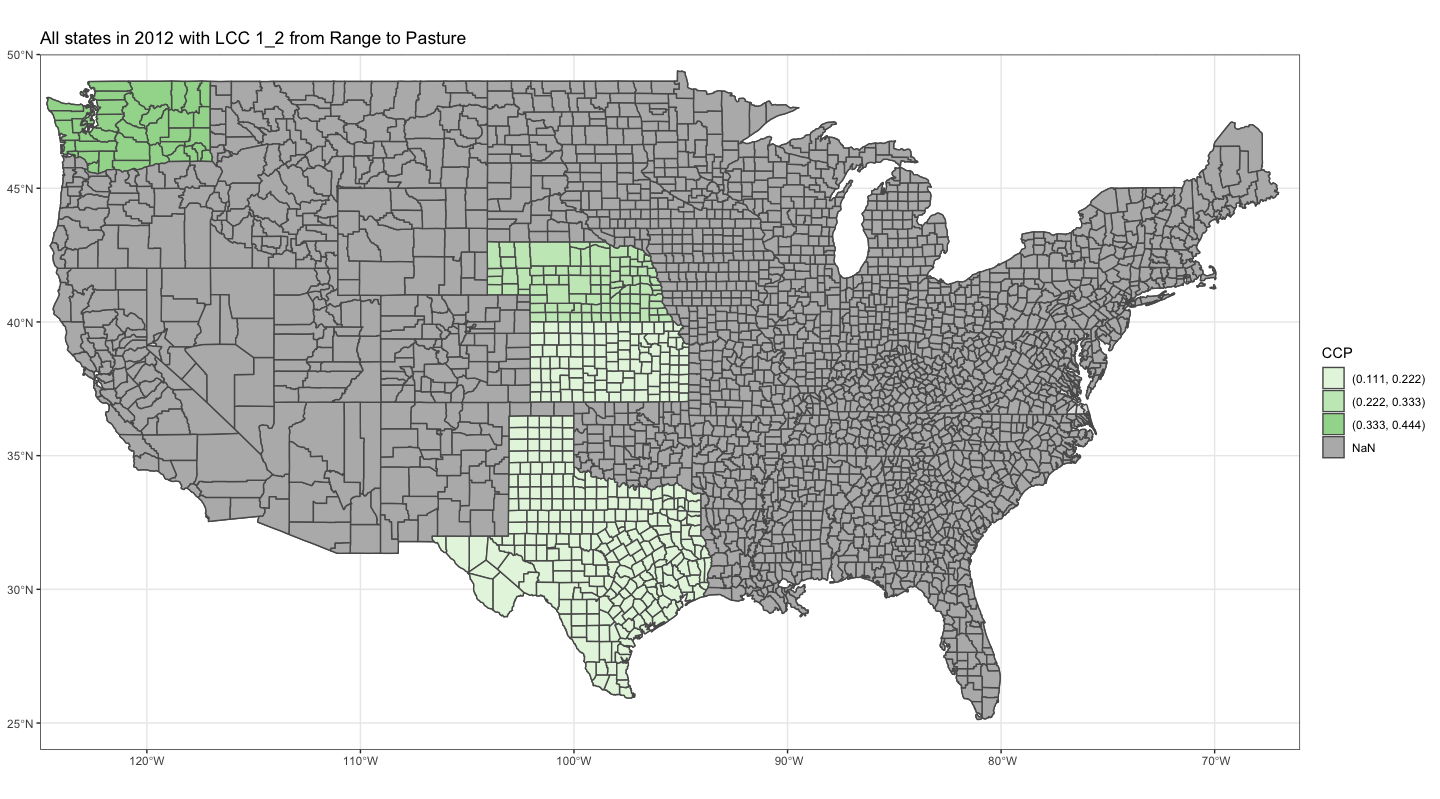 All states in 2012 with LCC 1_2 from Range to Pasture
50°N
45°N
40°N
35°N
30°N
25°N
120°W
110°W
100°W
90°W
80°W
70°W
CCP
(0.111, 0.222)
(0.222, 0.333)
(0.333, 0.444)
NaN